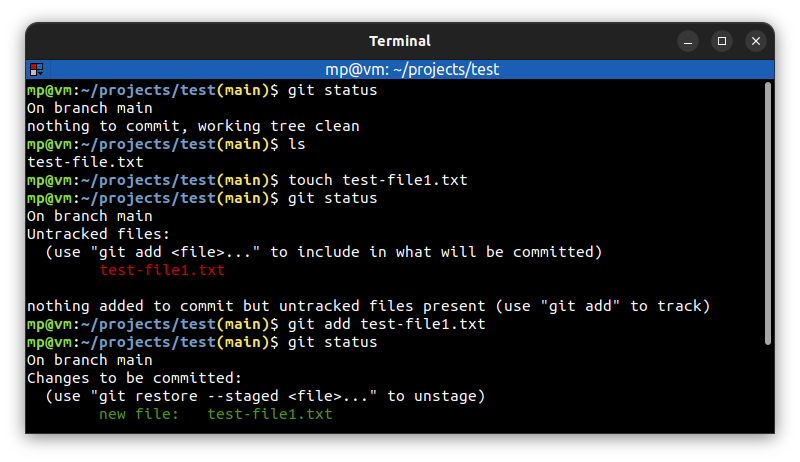 Terminal
mp@vm: ~/projects/test
mp@vm:~/projects/test(main)$ git status
On branch main
nothing to commit, working tree clean
mp@vm:~/projects/test(main)$ ls
test-file.txt
mp@vm:~/projects/test(main)$ touch test-file1.txt
mp@vm:~/projects/test(main)$ git status
On branch main
Untracked files:
  (use "git add <file>..." to include in what will be committed)
        test-file1.txt

nothing added to commit but untracked files present (use "git add" to track)
mp@vm:~/projects/test(main)$ git add test-file1.txt
mp@vm:~/projects/test(main)$ git status
On branch main
Changes to be committed:
  (use "git restore --staged <file>..." to unstage)
        new file:   test-file1.txt